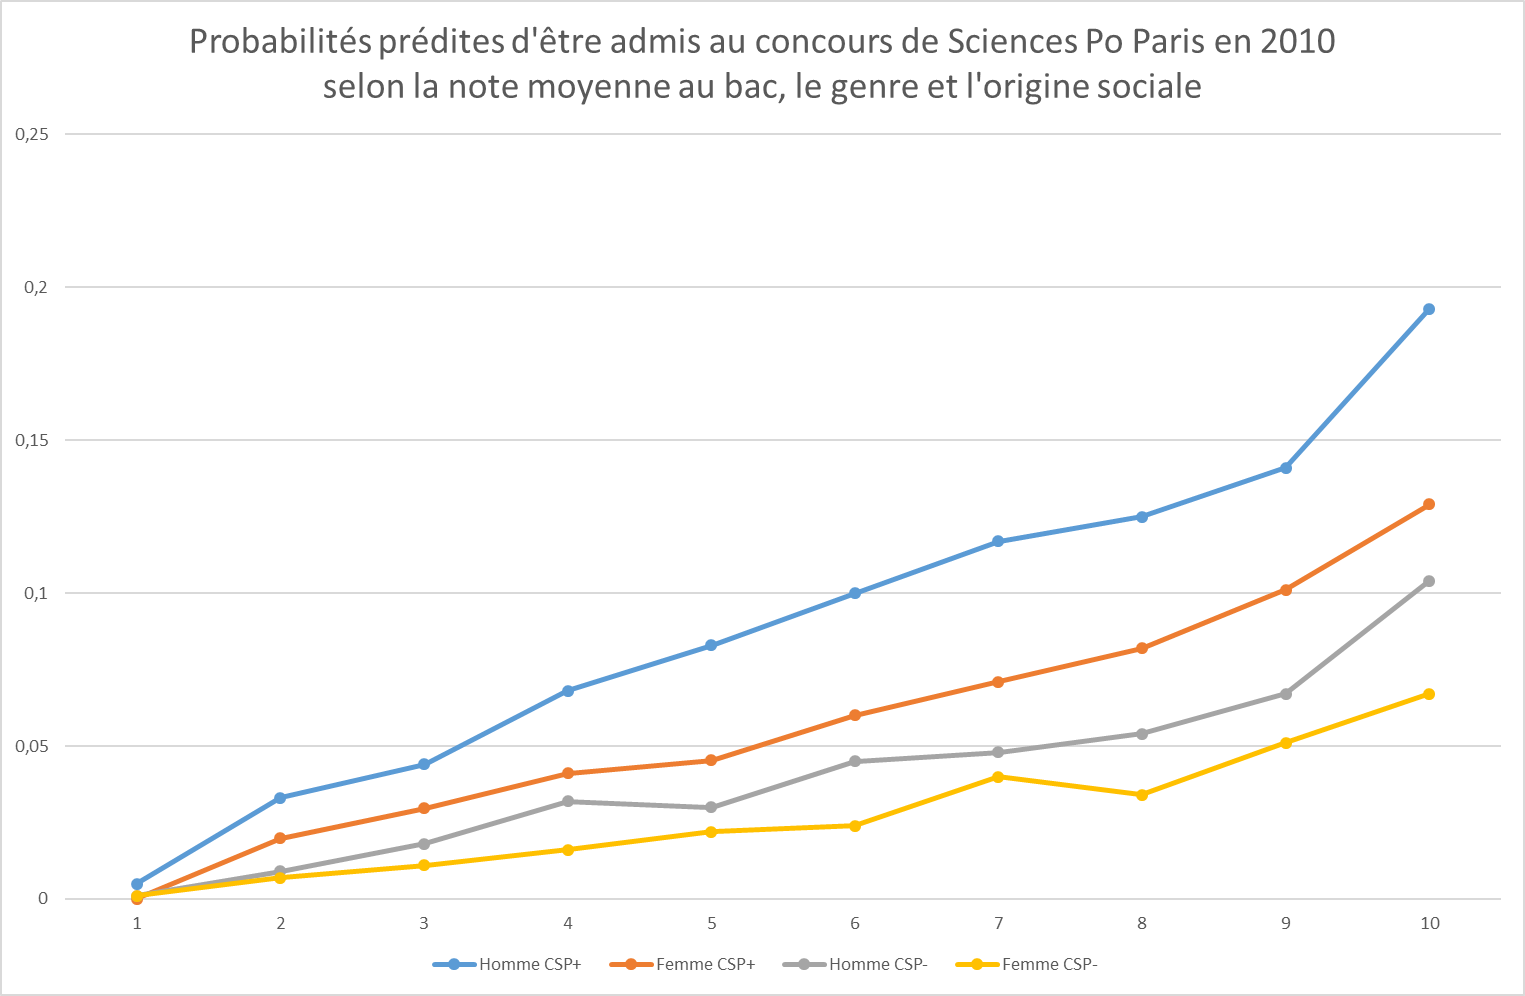 Probabilités prédites d'être admis au concours de Sciences Po Paris en 2010
selon la note moyenne au bac, le genre et l'origine sociale
0,25
0,2
0,15
0,1
0,05
0
1 2 3 4 5 6 7 8 9 10
Homme CSP+ Femme CSP+ Homme CSP- Femme CSP-